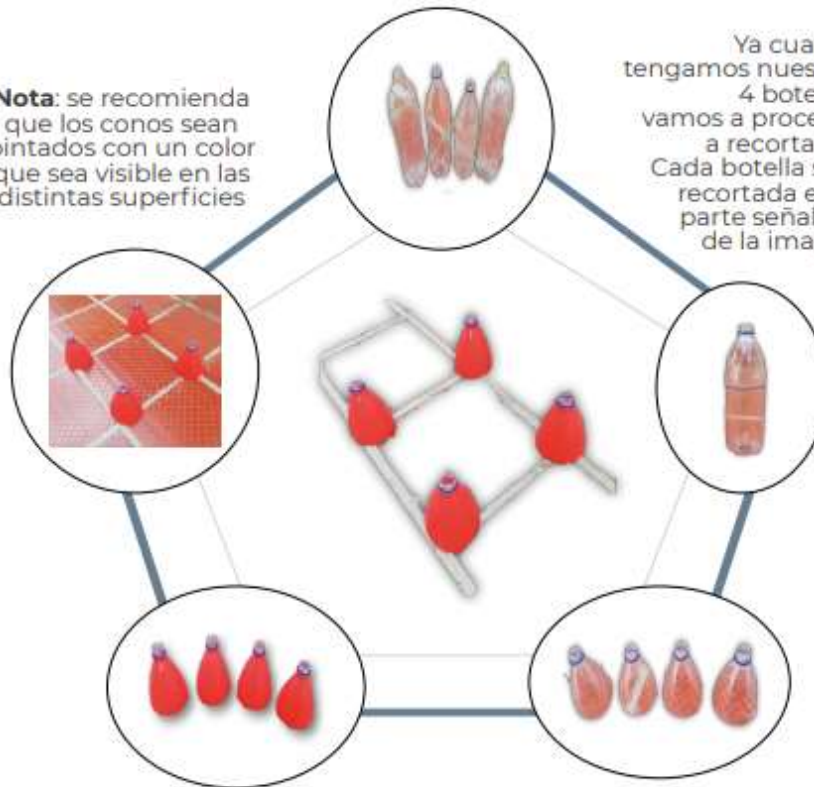 Nota: se recomienda
que los conos sean
pintados con un color
que sea visible en las
distintas superficies
Ya cua
tengamos nues
4 bote
vamos a proce
a recorta
Cada botella s
recortada e
parte señal
de la ima